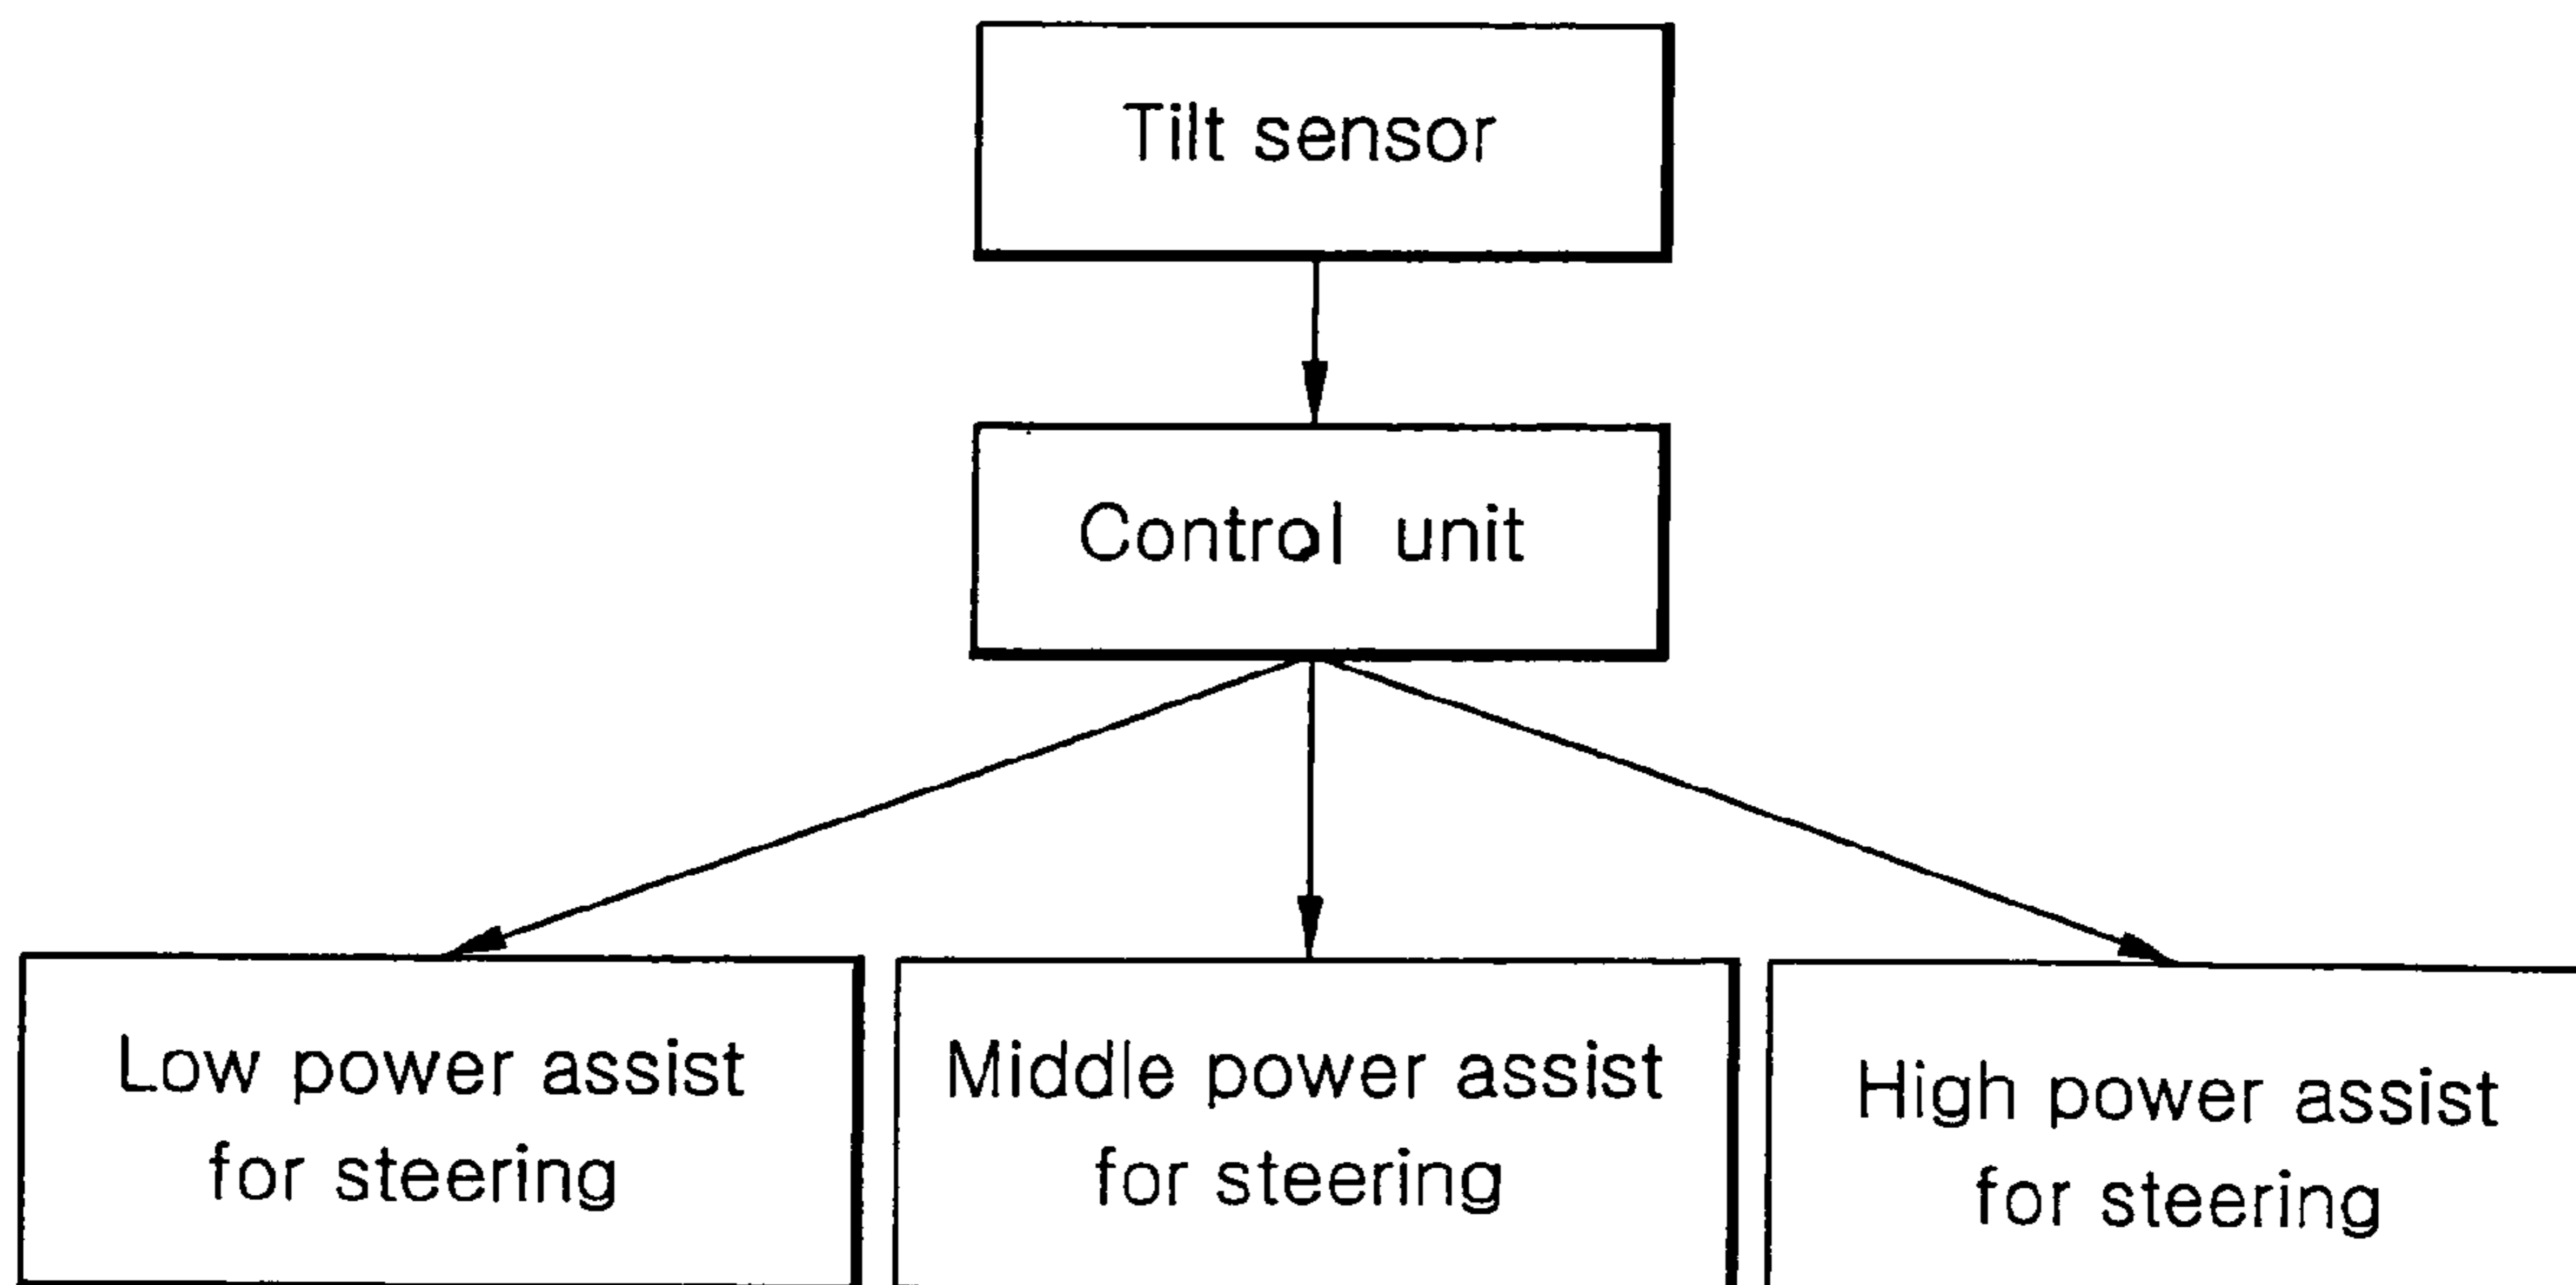 Tilt sensor
Control unit
Low power assist
for steering
Middle power assist
for steering
High power assist
for steering